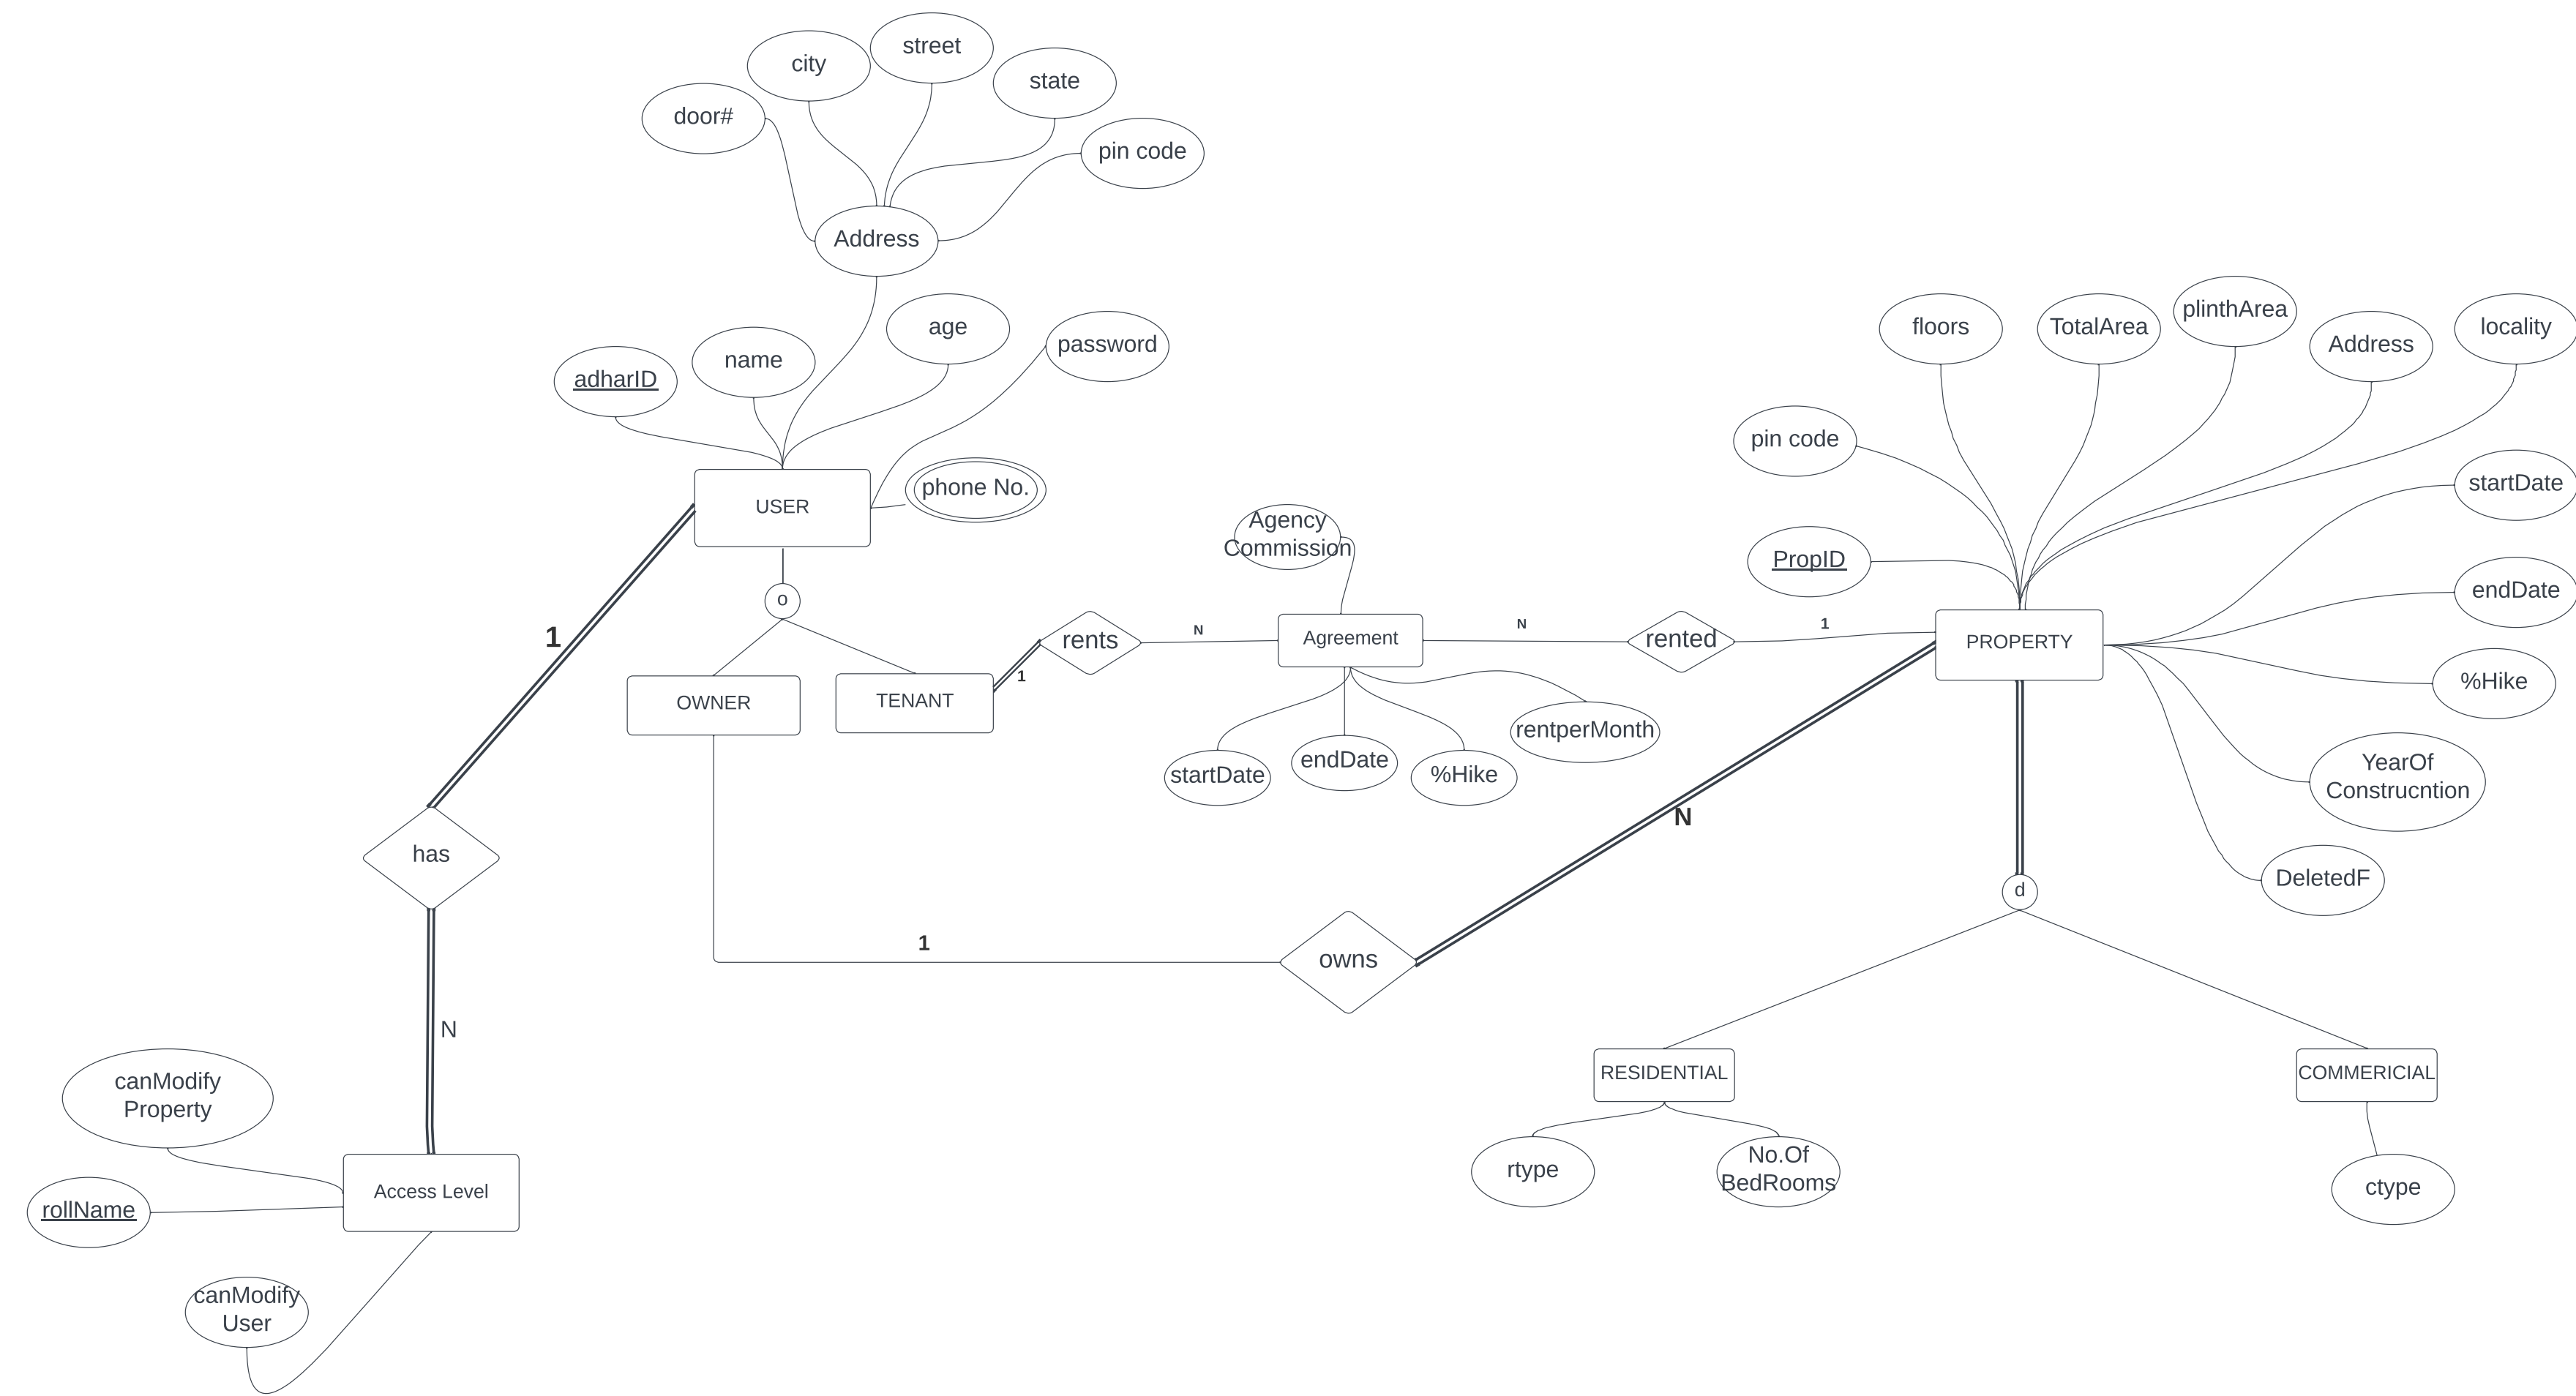 street
city
state
door#
pin code
Address
age
password
name
adharID
phone No.
USER
o
OWNER
TENANT
1
rents
N
Agency
Commission
Agreement
startDate
endDate
%Hike
rentperMonth
N
rented
1
floors
TotalArea
plinthArea
Address
locality
pin code
startDate
PropID
endDate
PROPERTY
%Hike
YearOf
Construcntion
DeletedF
N
d
1
has
1
owns
N
canModify
Property
Access Level
rollName
canModify
User
RESIDENTIAL
COMMERICIAL
rtype
No.Of
BedRooms
ctype